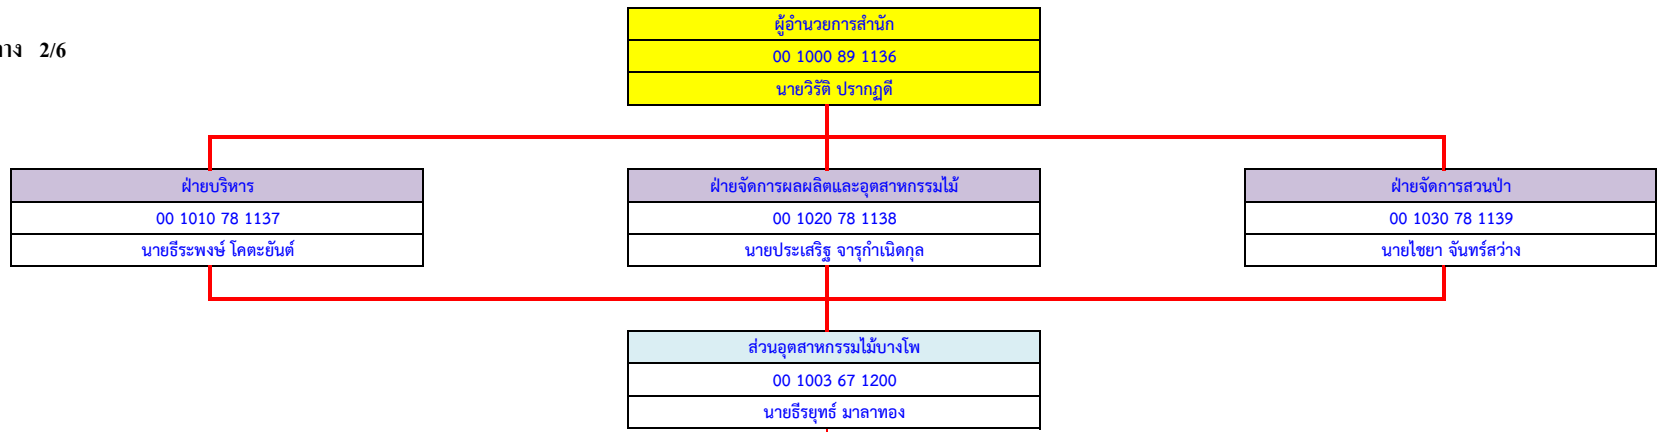 ผู้อำนวยการสำนัก
2/6
00 1000 89 1136
นายวิรัติ ปรากฏดี
ฝ่ายบริหาร
00 1010 78 1137
นายธีระพงษ์ โคตะยันต์
ฝ่ายจัดการผลผลิตและอุตสาหกรรมไม้
00 1020 78 1138
นายประเสริฐ จารุกำเนิดกุล
ฝ่ายจัดการสวนป่า
00 1030 78 1139
นายไชยา จันทร์สว่าง
ส่วนอุตสาหกรรมไม้บางโพ
00 1003 67 1200
นายธีรยุทธ์ มาลาทอง